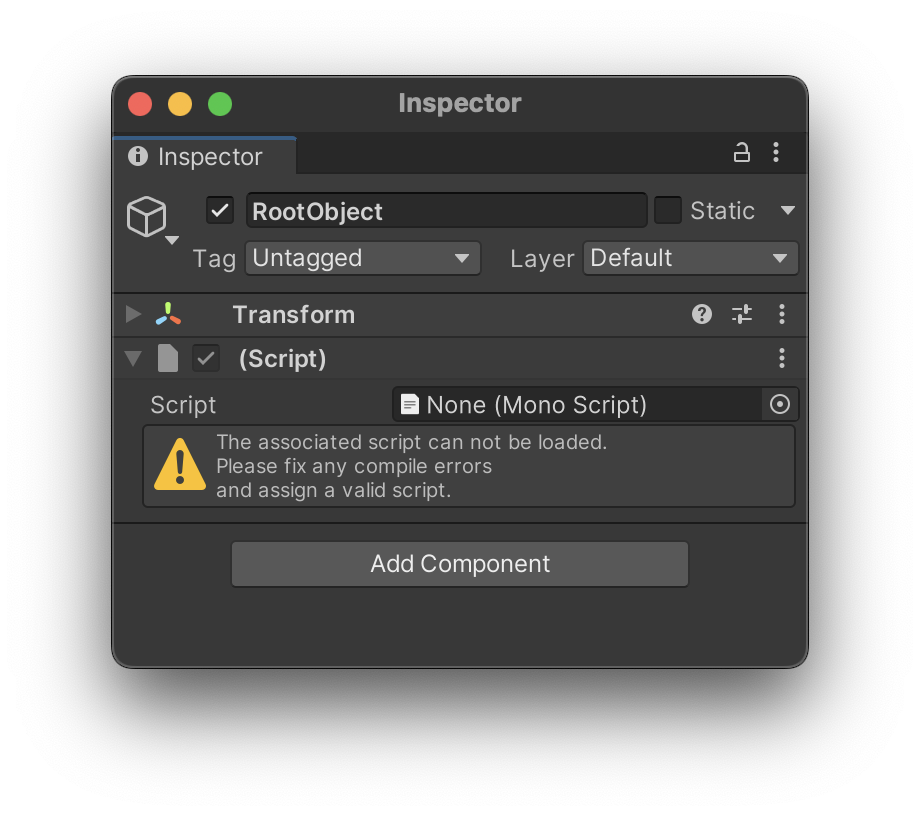 Inspector
Inspector
RootObject
Static
Tag Untagged Layer Default
Transform
(Script)
Script None (Mono Script)
The associated script can not be loaded.
Please fix any compile errors
and assign a valid script.
Add Component